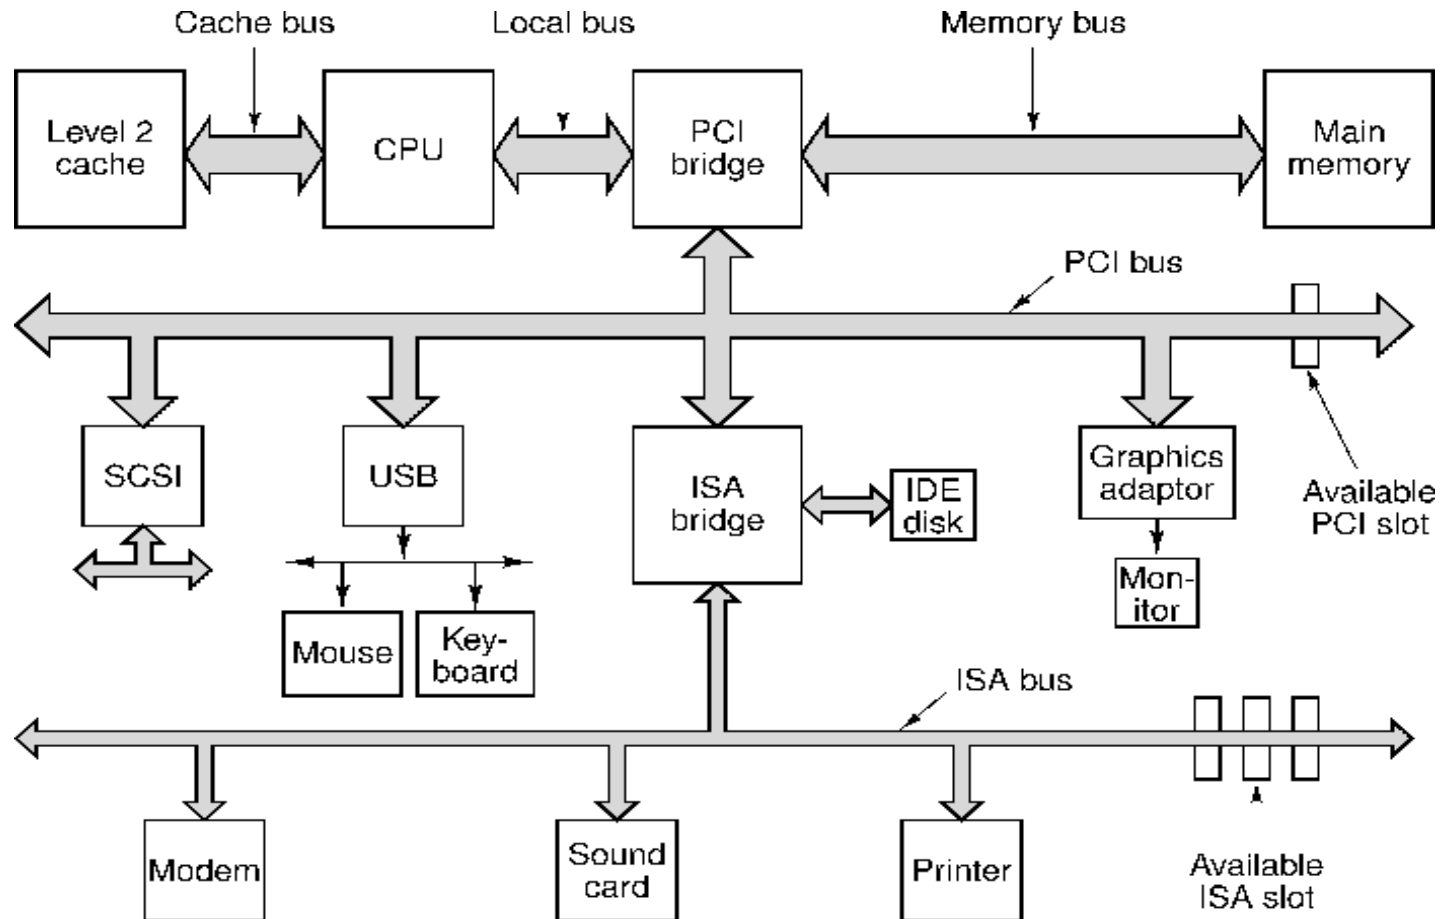 Cache bus
Local bus
Memory bus
Level 2
cache
CPU
PCI
bridge
Main
memory
PCI bus
SCSI
USB
ISA
bridge
IDE
disk
Graphics
adaptor
Available
PCI slot
Mon-
itor
Mouse
Key-
board
ISA bus
Modem
Sound
card
Printer
Available
ISA slot